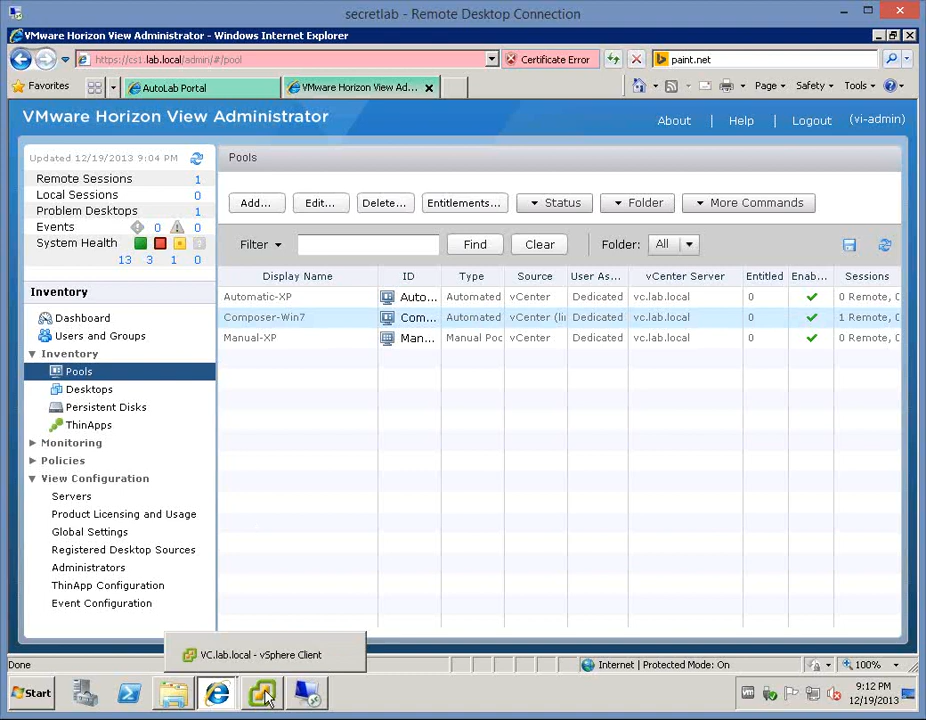 secretlab - Remote Desktop Connection
VMware Horizon View Administrator - Windows Internet Explorer
https://cs1.lab.local/admin/#/pool
Certificate Error
paint.net
Favorites
AutoLab Portal
VMware Horizon View Ad...
Page
Safety
Tools
VMware Horizon View Administrator
About | Help | Logout (vi-admin)
Updated 12/19/2013 9:04 PM
Remote Sessions 1
Local Sessions 0
Problem Desktops 1
Events 0 0
System Health
13 3 1 0
Inventory
Dashboard
Users and Groups
Inventory
Pools
Desktops
Persistent Disks
ThinApps
Monitoring
Policies
View Configuration
Servers
Product Licensing and Usage
Global Settings
Registered Desktop Sources
Administrators
ThinApp Configuration
Event Configuration
Pools
Add... Edit... Delete... Entitlements... Status Folder More Commands
Filter Find Clear Folder: All
Display Name ID Type Source User As... vCenter Server Entitled Enab... Sessions
Automatic-XP Auto... Automated vCenter Dedicated vc.lab.local 0 0 Remote, 0
Composer-Win7 Com... Automated vCenter (li Dedicated vc.lab.local 0 1 Remote, 0
Manual-XP Man... Manual Poc vCenter Dedicated vc.lab.local 0 0 Remote, 0
VC.lab.local - vSphere Client
Done
Internet | Protected Mode: On
100%
Start
9:12 PM
12/19/2013